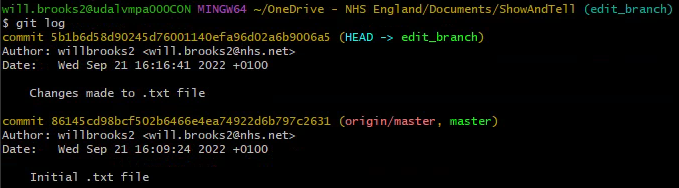 will.brooks2@udalvmpa00OCON MINGW64 ~/OneDrive - NHS England/Documents/ShowAndTell (edit_branch)
$ git log
commit 5b1b6d58d90245d76001140efa96d02a6b9006a5 (HEAD -> edit_branch)
Author: willbrooks2 <will.brooks2@nhs.net>
Date:   Wed Sep 21 16:16:41 2022 +0100
Changes made to .txt file
commit 86145cd98bcf502b6466e4ea74922d6b797c2631 (origin/master, master)
Author: willbrooks2 <will.brooks2@nhs.net>
Date:   Wed Sep 21 16:09:24 2022 +0100
Initial .txt file